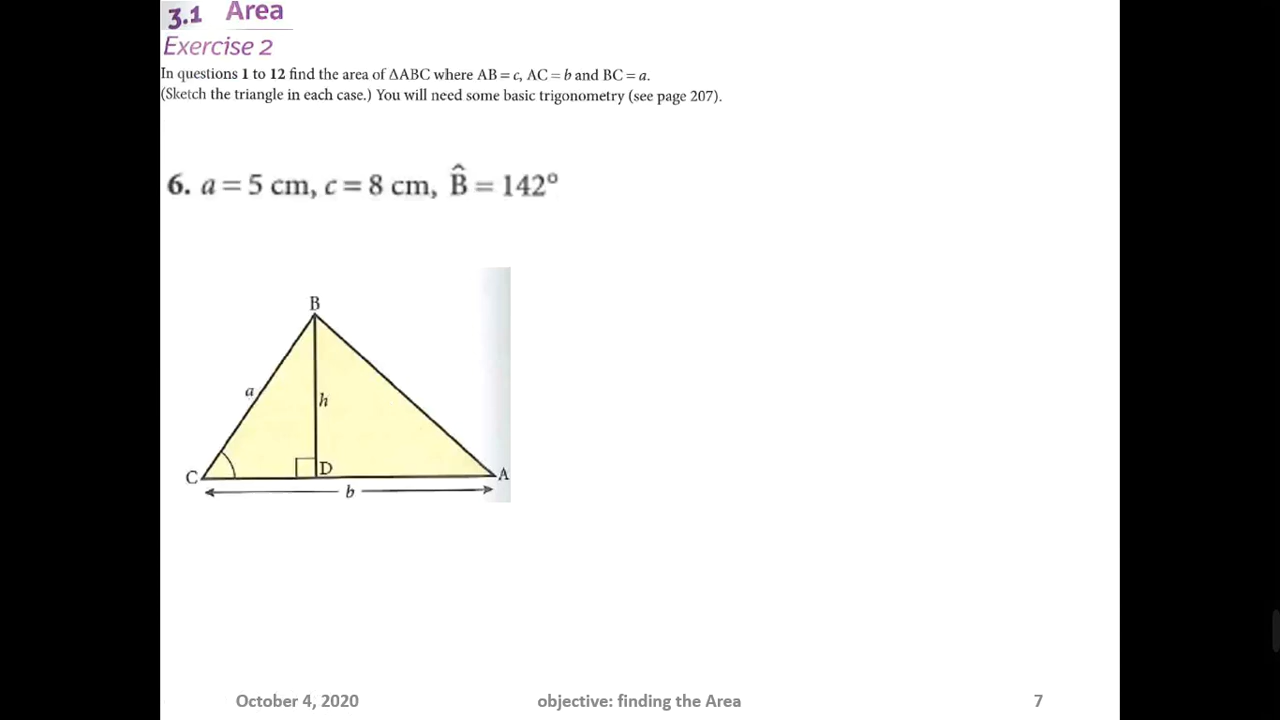 3.1 Area
Exercise 2
In questions 1 to 12 find the area of ΔABC where AB = c, AC = b and BC = a.
(Sketch the triangle in each case.) You will need some basic trigonometry (see page 207).
6. a = 5 cm, c = 8 cm, B̂ = 142°
B
a
h
C
D
A
b
October 4, 2020
objective: finding the Area
7